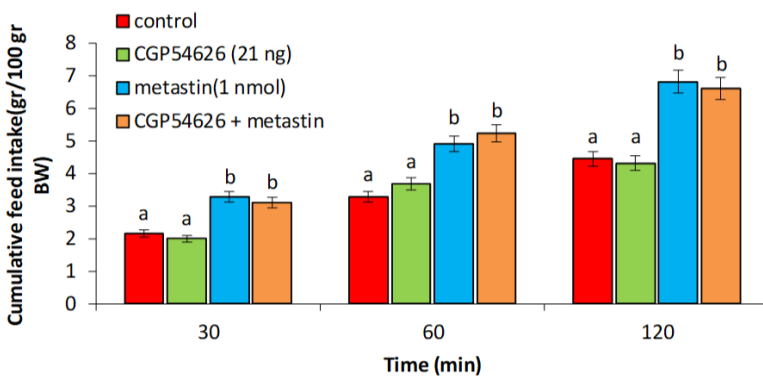 control
CGP54626 (21 ng)
metastin(1 nmol)
CGP54626 + metastin
Cumulative feed intake(gr/100 gr
BW)
8
7
6
5
4
3
2
1
0
a
a
b
b
a
a
b
b
a
a
b
b
30
60
120
Time (min)